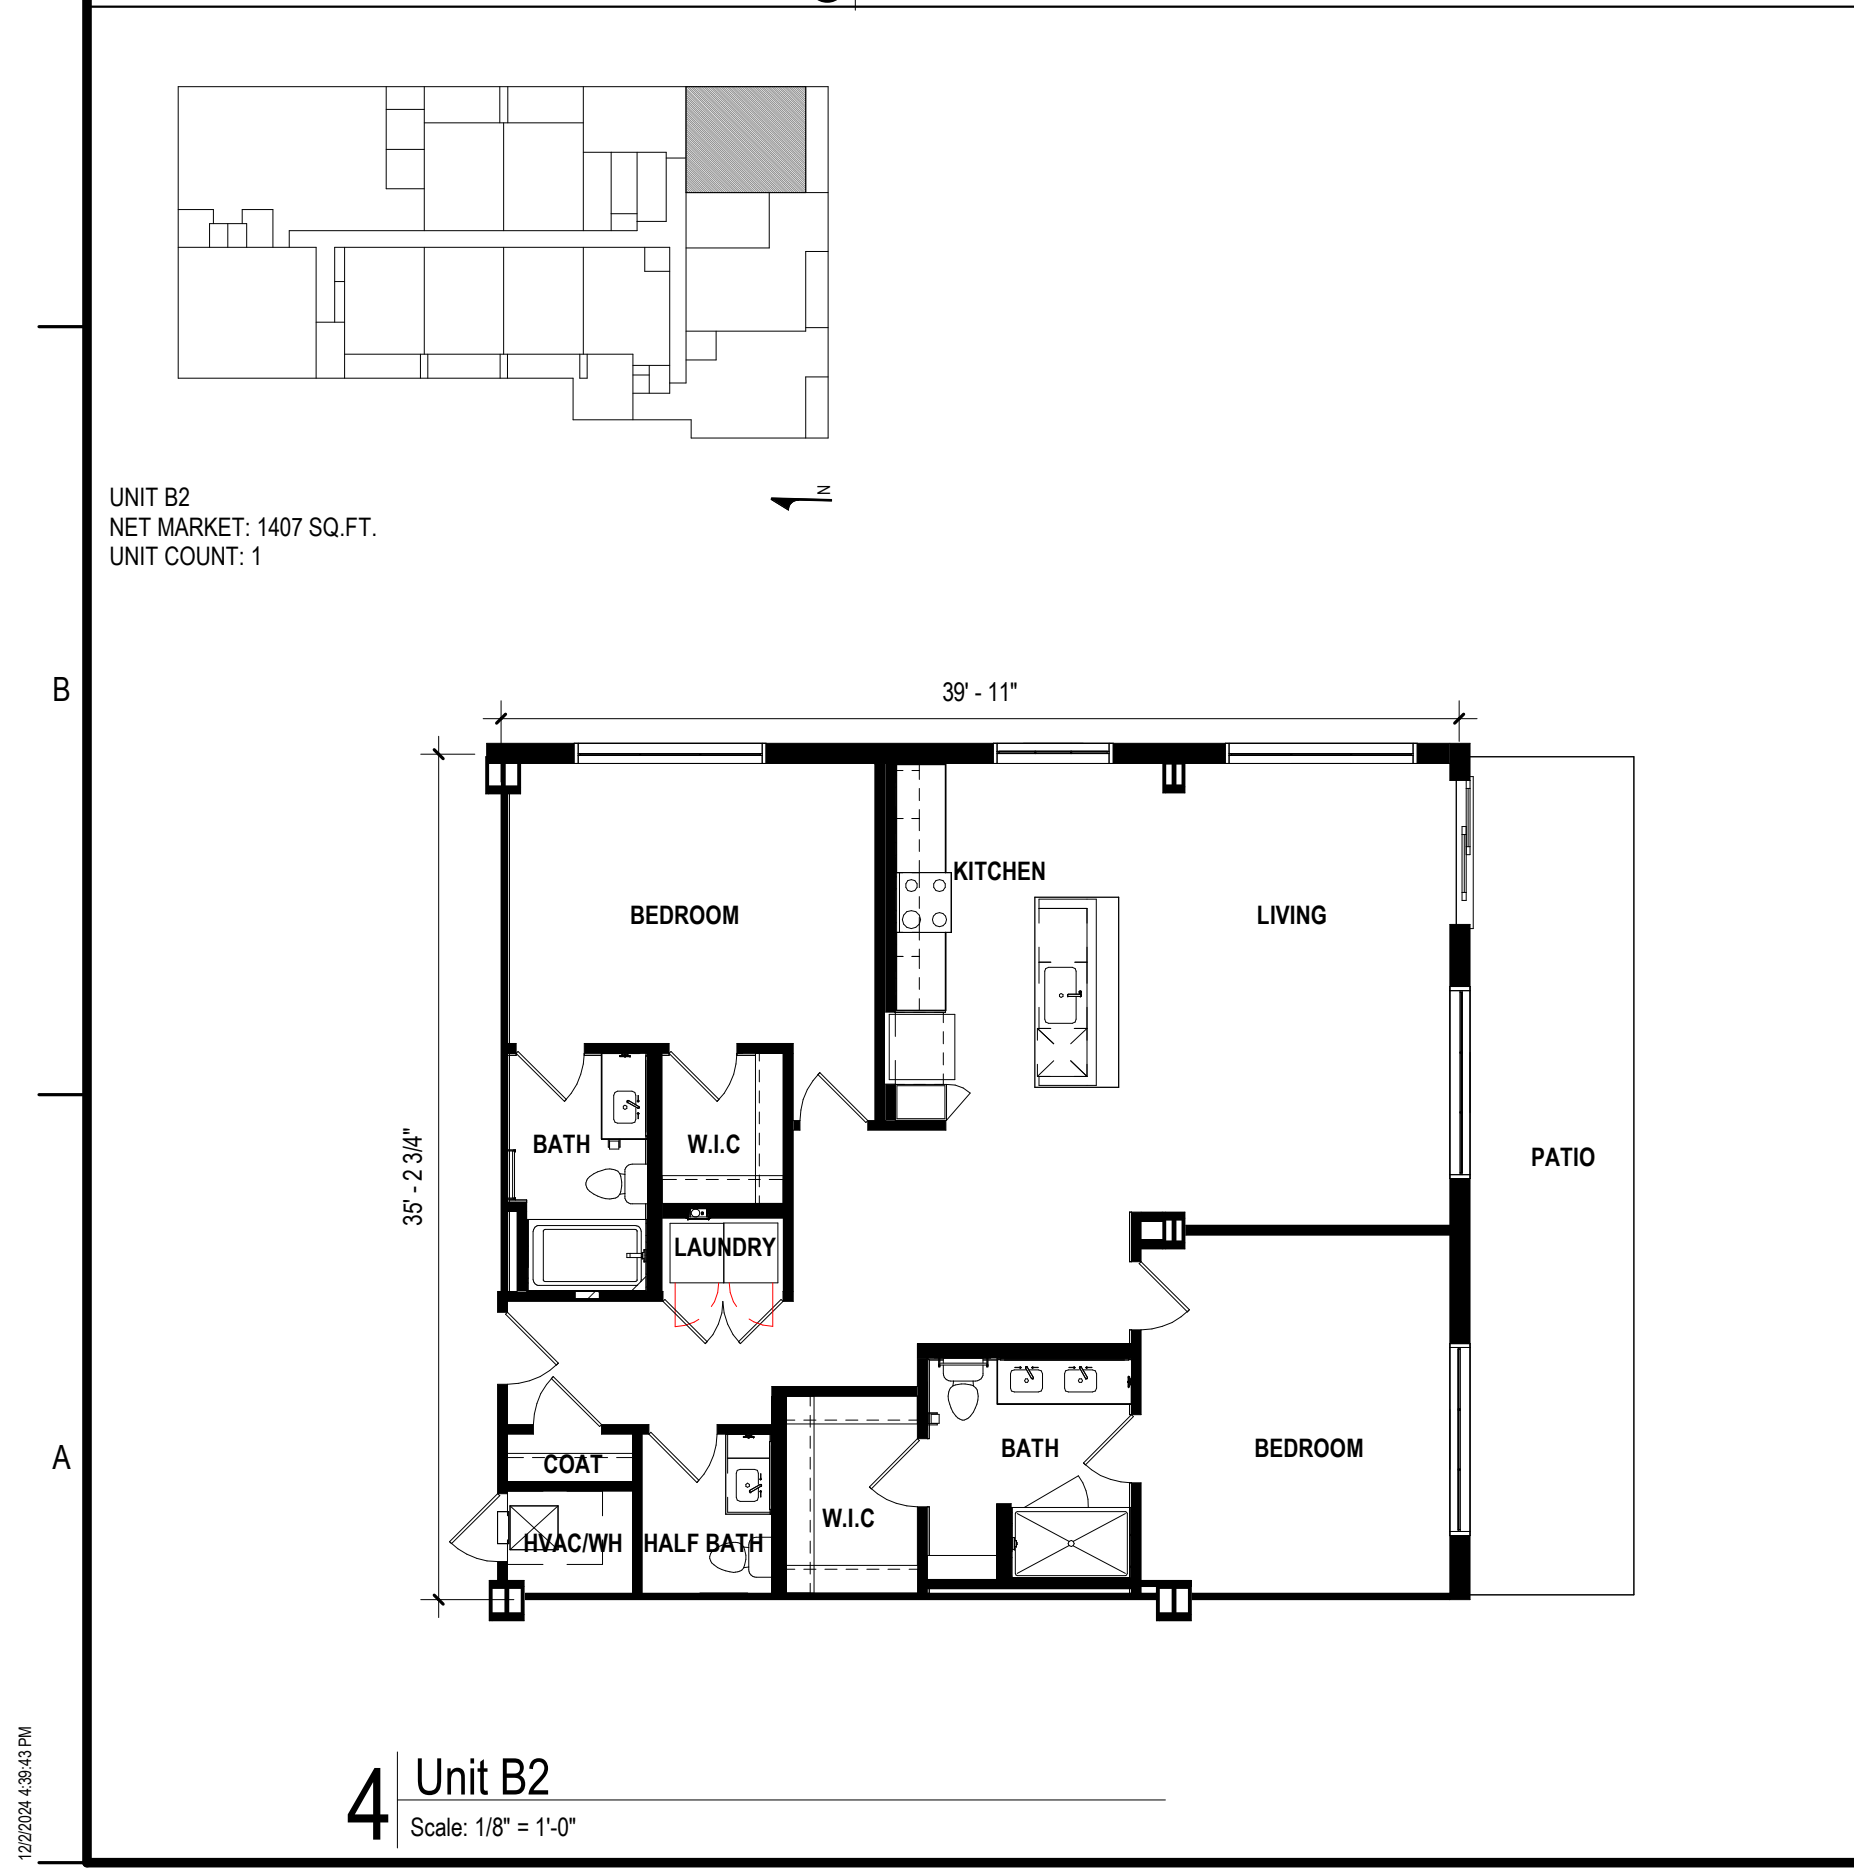 UNIT B2
NET MARKET: 1407 SQ.FT.
UNIT COUNT: 1
N
B
39' - 11"
KITCHEN
BEDROOM
LIVING
35' - 2 3/4"
BATH
W.I.C
PATIO
LAUNDRY
BATH
BEDROOM
A
COAT
W.I.C
HVAC/WH
HALF BATH
12/2/2024 4:39:43 PM
4
Unit B2
Scale: 1/8" = 1'-0"